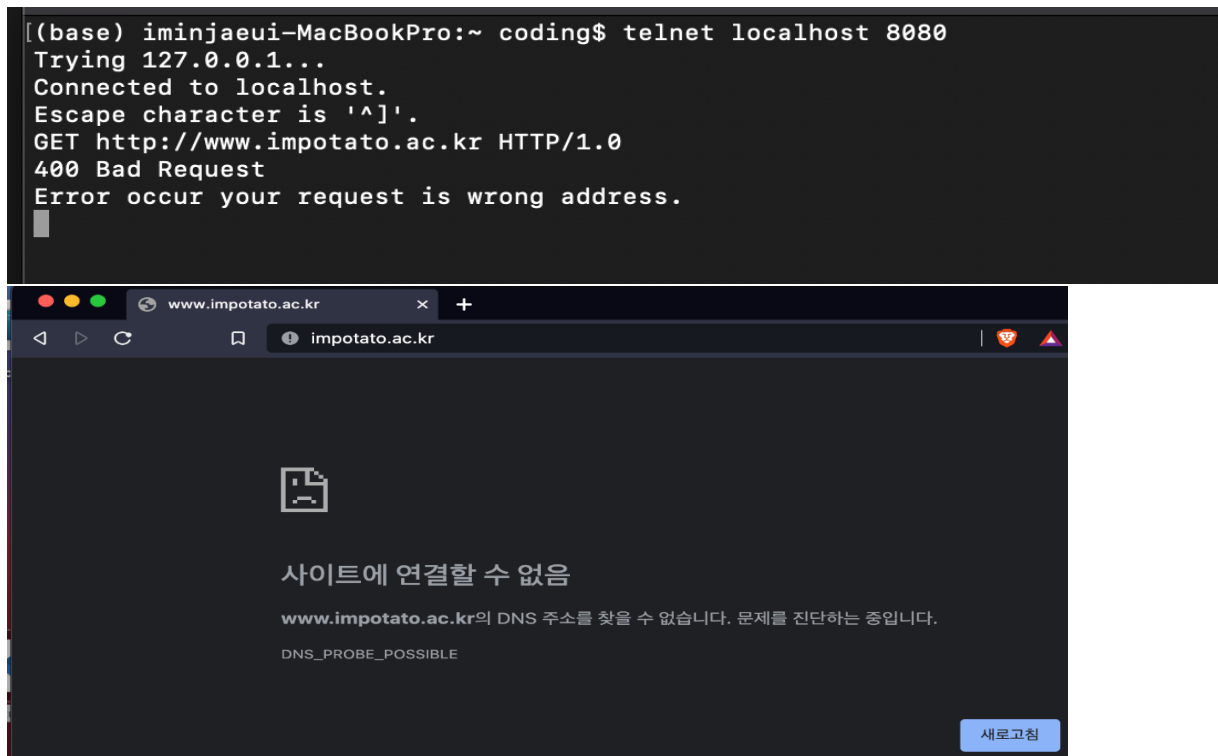 [(base) iminjaeui-MacBookPro:~ coding$ telnet localhost 8080
Trying 127.0.0.1...
Connected to localhost.
Escape character is '^]'.
GET http://www.impotato.ac.kr HTTP/1.0
400 Bad Request
Error occur your request is wrong address.
www.impotato.ac.kr
impotato.ac.kr
사이트에 연결할 수 없음
www.impotato.ac.kr의 DNS 주소를 찾을 수 없습니다. 문제를 진단하는 중입니다.
DNS_PROBE_POSSIBLE
새로고침